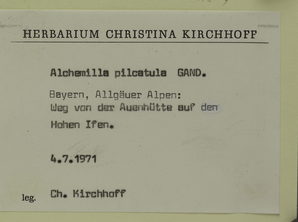 HERBARIUM CHRISTINA KIRCHHOFF
Alchemilla pilcatula GAND.
Bayern, Allgäuer Alpen:
Weg von der Auenhütte auf den
Hohen Ifen.
4.7.1971
leg. Ch. Kirchhoff